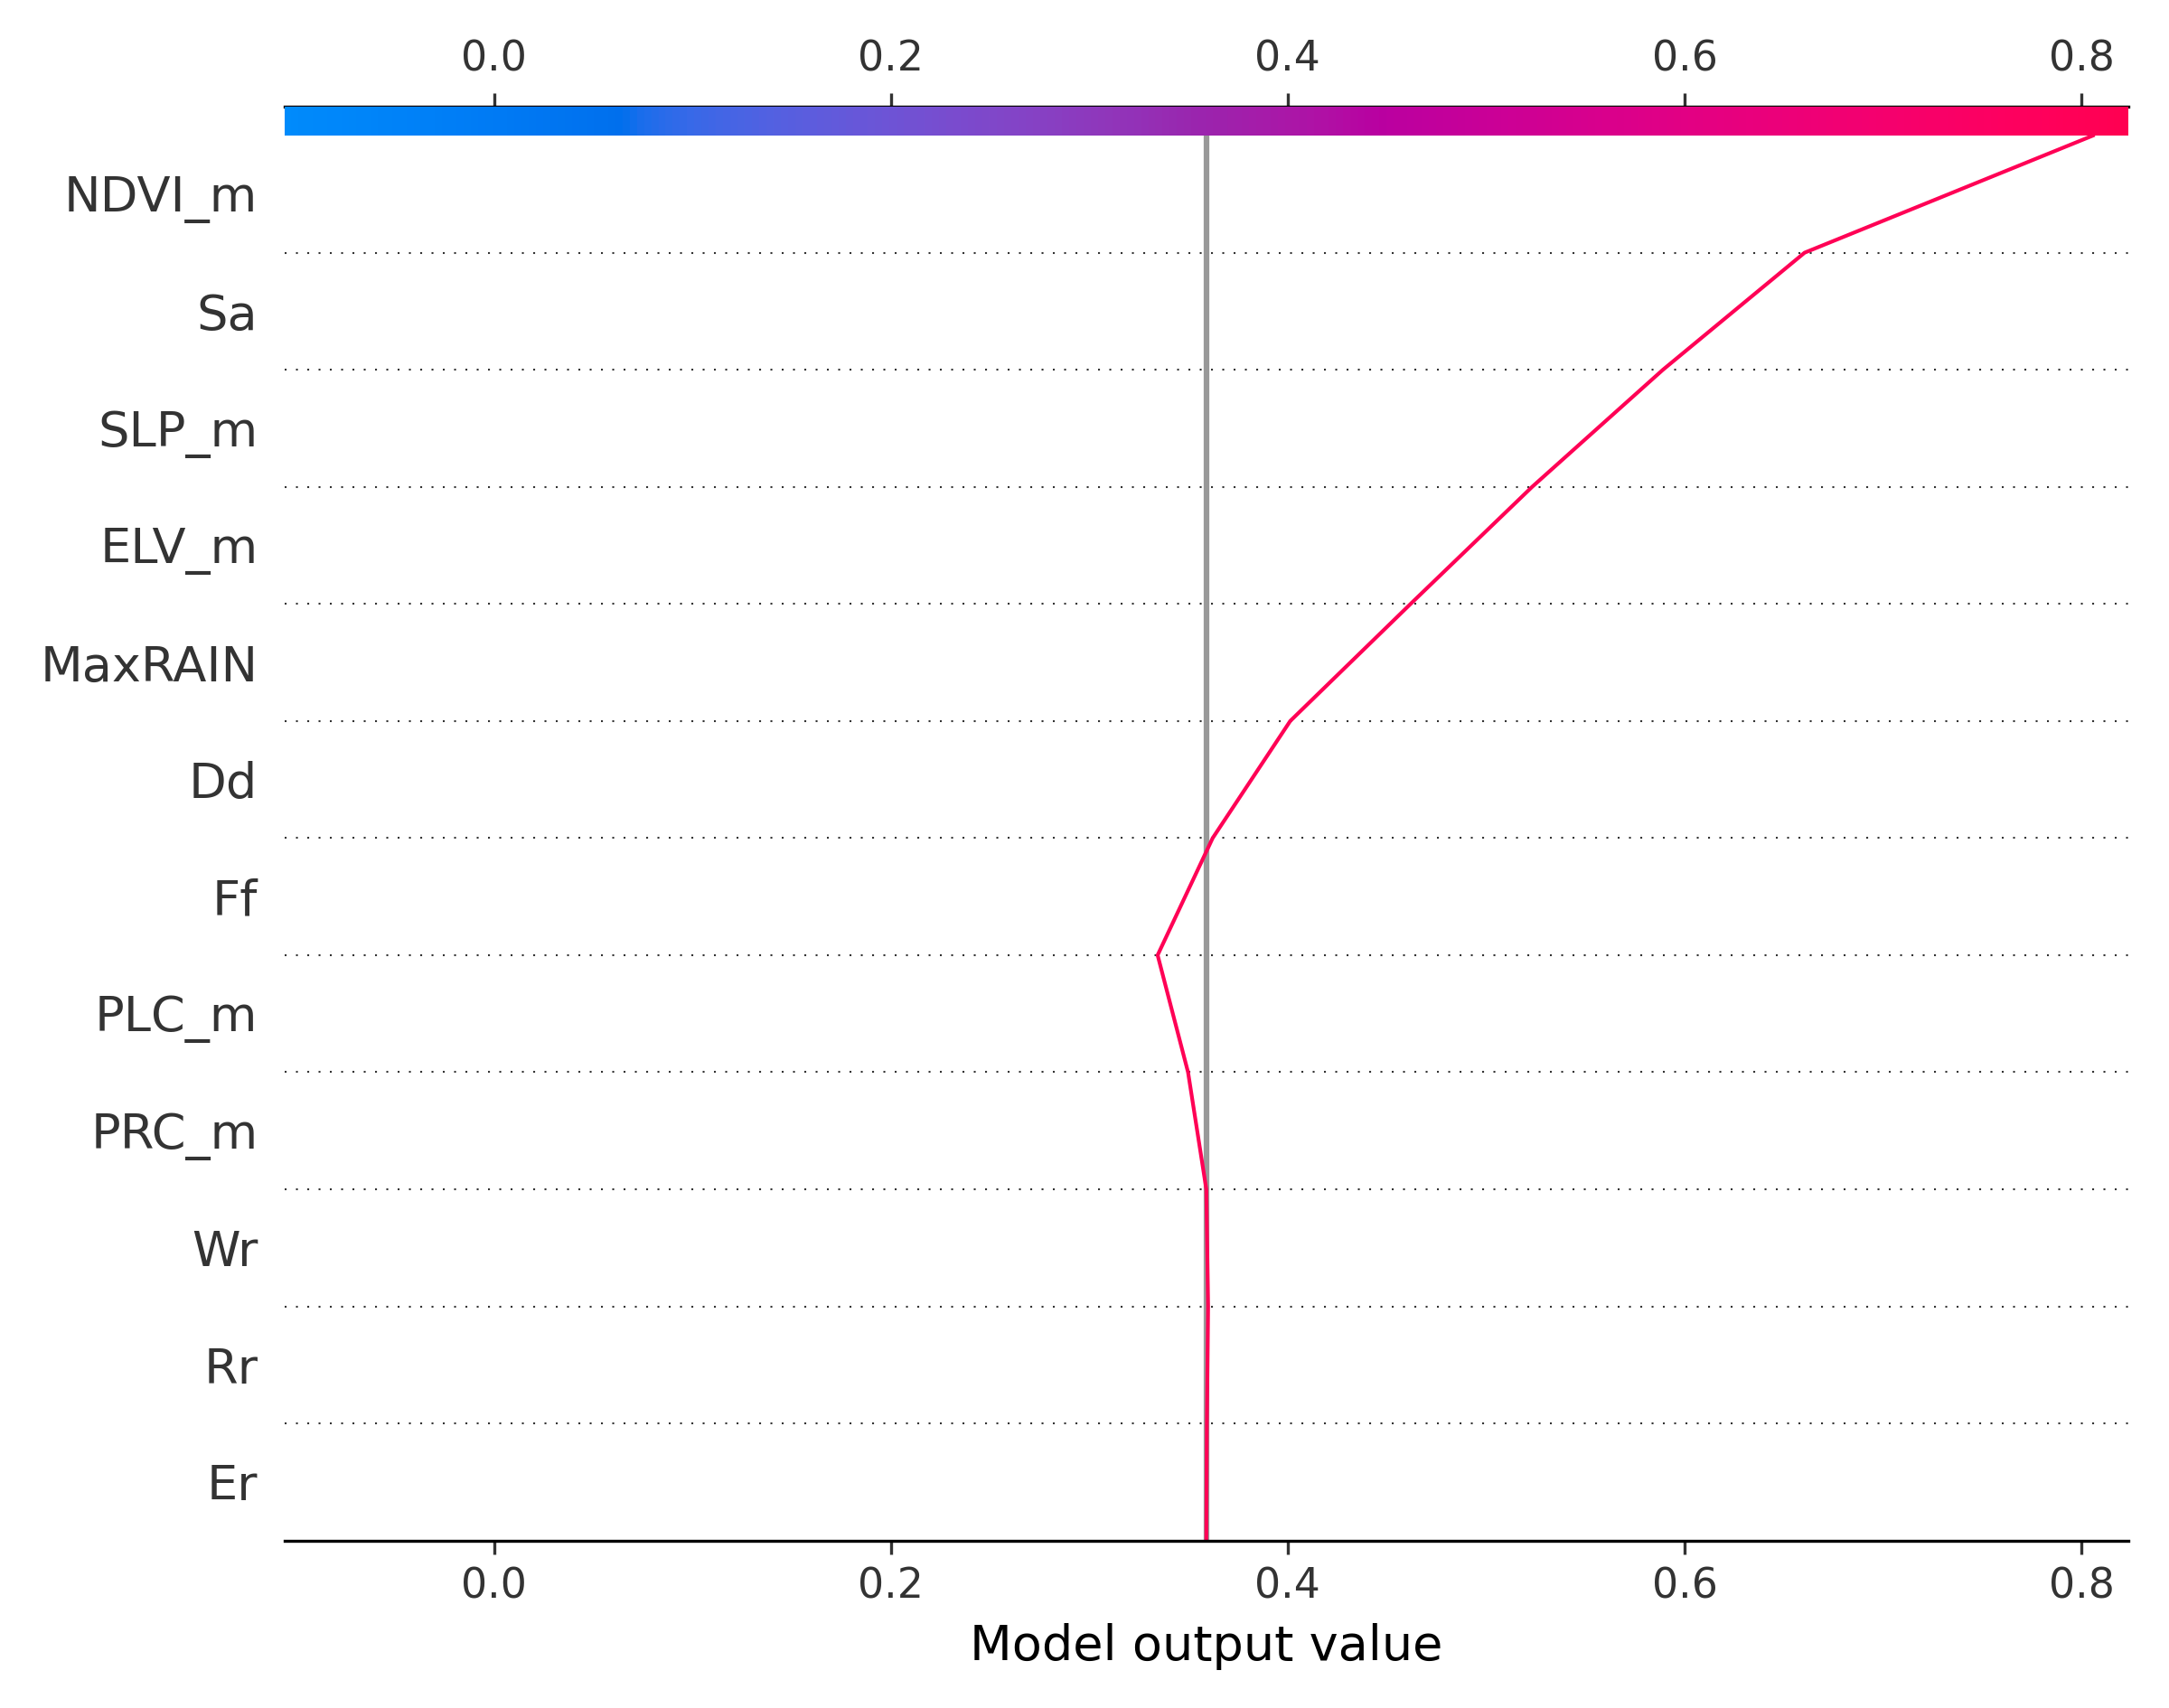 0.0 0.2 0.4 0.6 0.8
NDVI_m
Sa
SLP_m
ELV_m
MaxRAIN
Dd
Ff
PLC_m
PRC_m
Wr
Rr
Er
0.0 0.2 0.4 0.6 0.8
Model output value